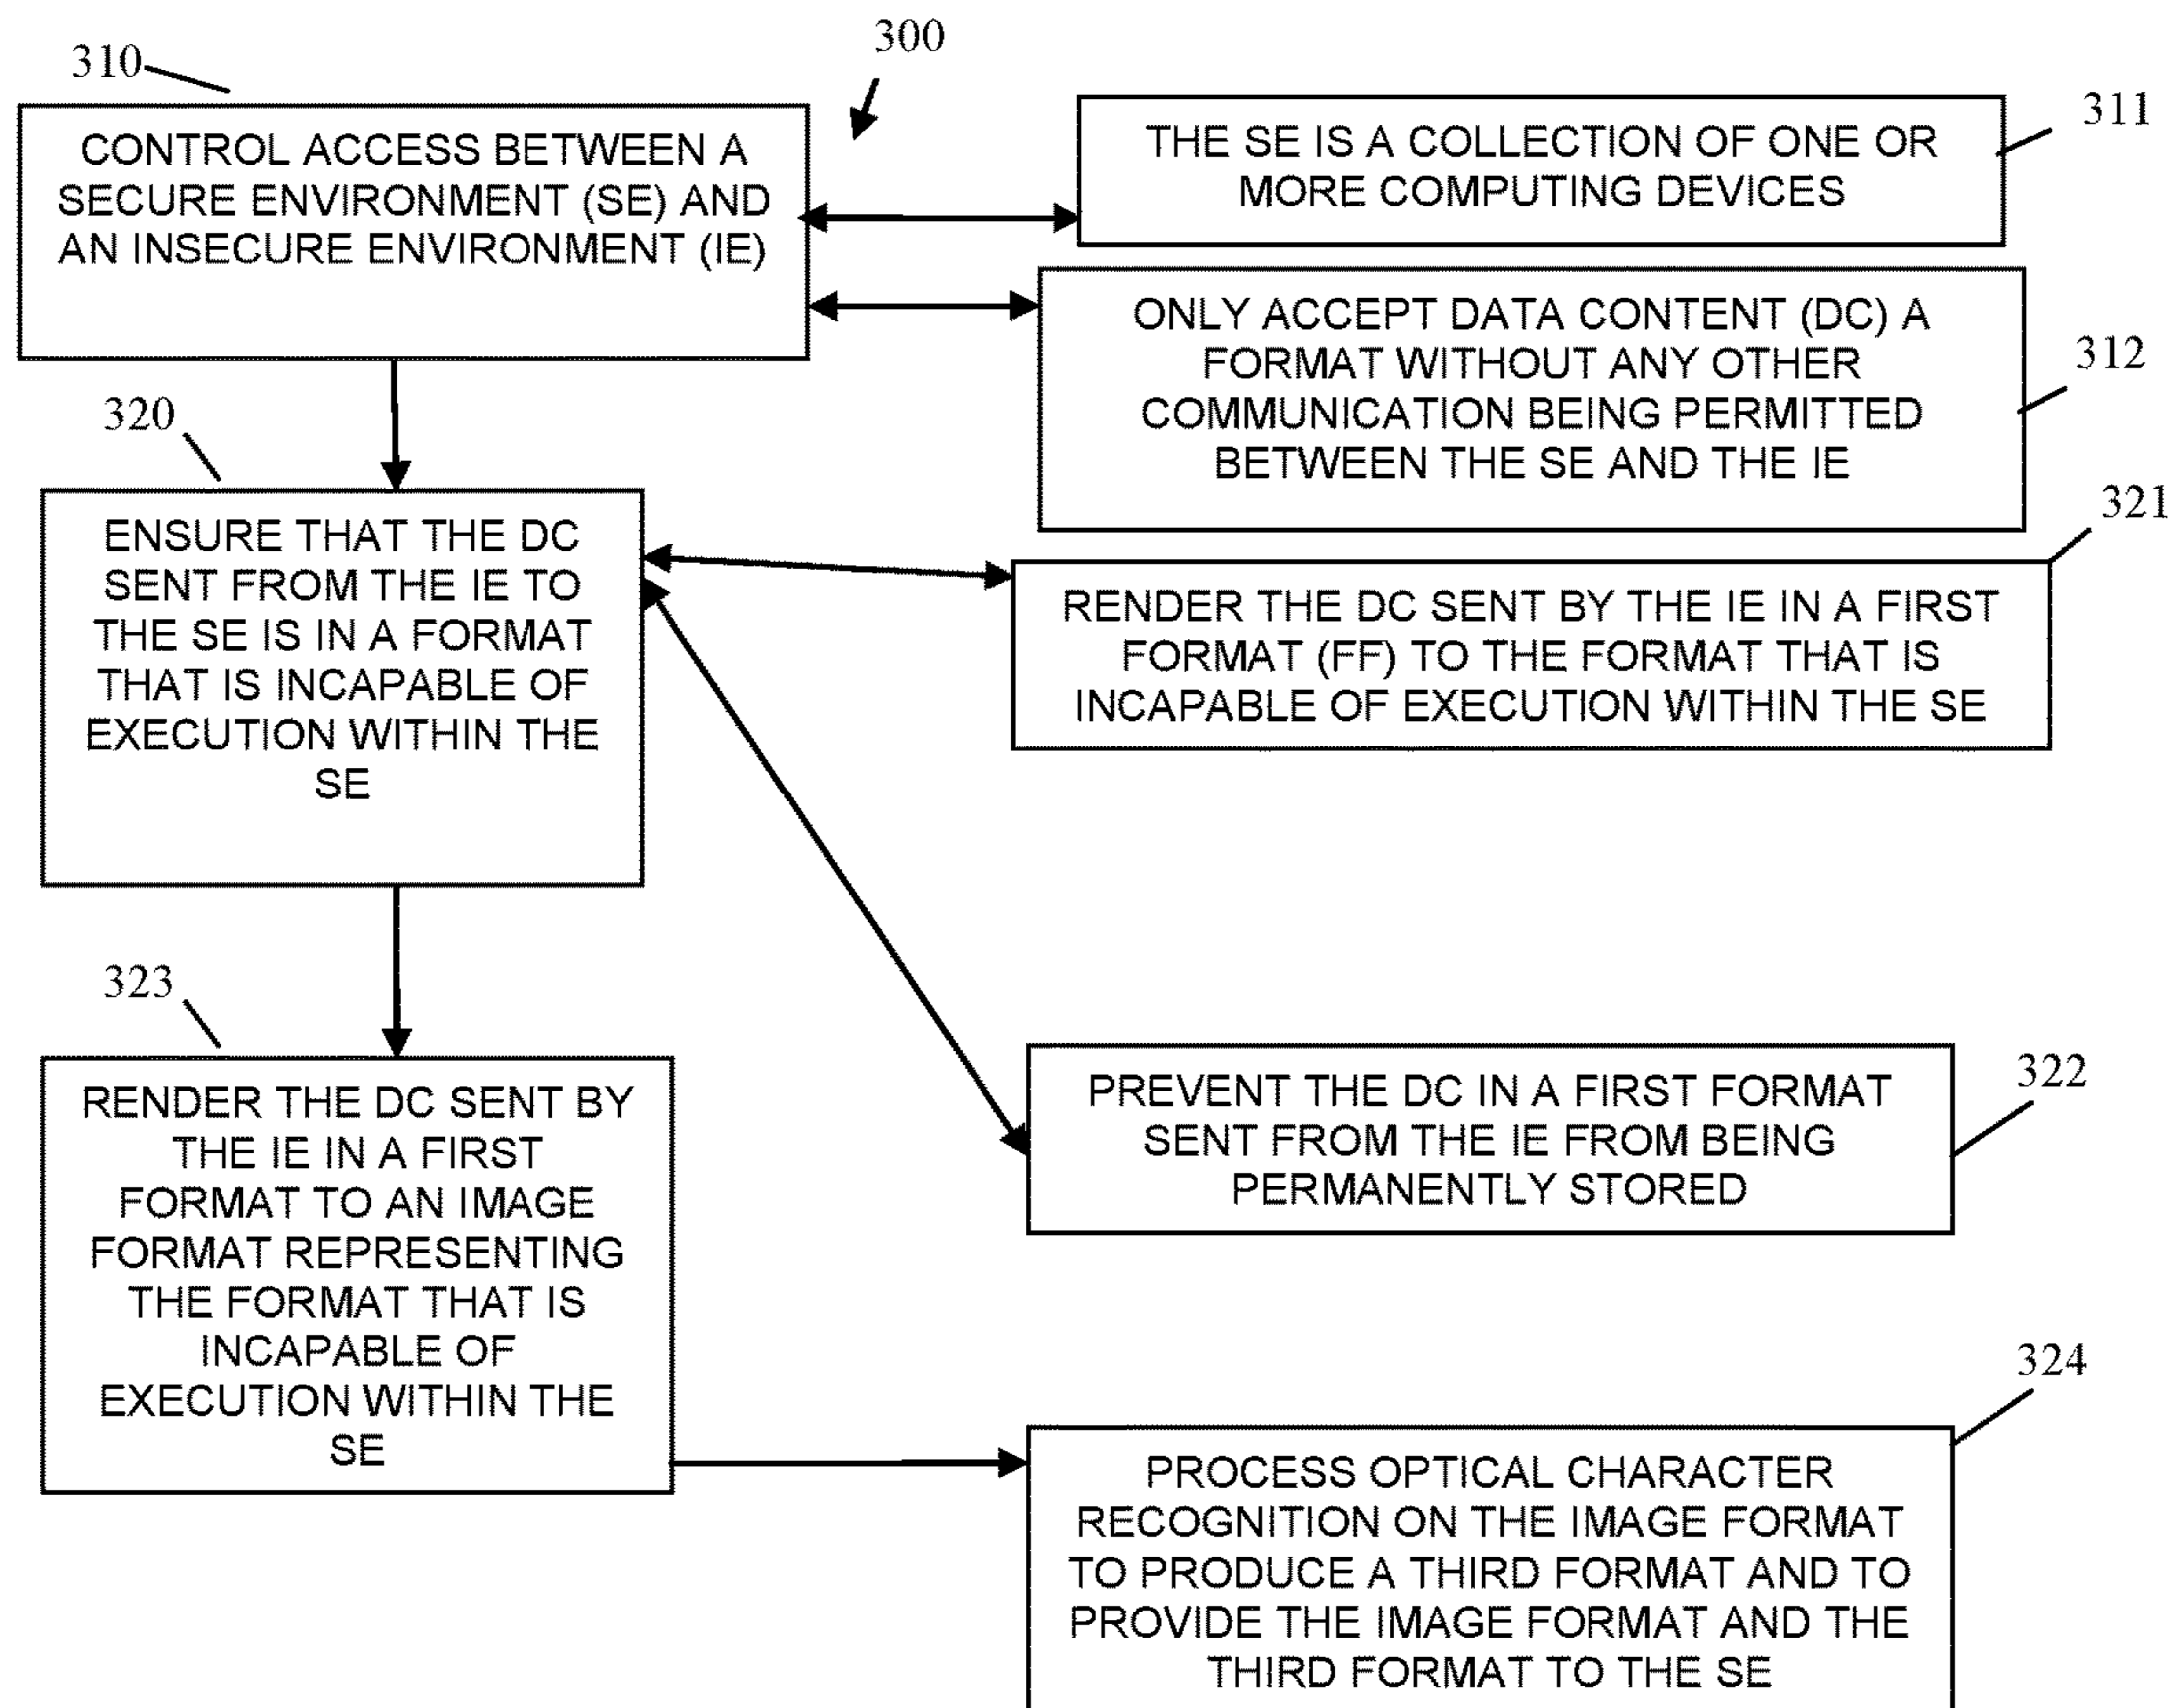 300
310
CONTROL ACCESS BETWEEN A
SECURE ENVIRONMENT (SE) AND
AN INSECURE ENVIRONMENT (IE)
311
THE SE IS A COLLECTION OF ONE OR
MORE COMPUTING DEVICES
312
ONLY ACCEPT DATA CONTENT (DC) A
FORMAT WITHOUT ANY OTHER
COMMUNICATION BEING PERMITTED
BETWEEN THE SE AND THE IE
320
ENSURE THAT THE DC
SENT FROM THE IE TO
THE SE IS IN A FORMAT
THAT IS INCAPABLE OF
EXECUTION WITHIN THE
SE
321
RENDER THE DC SENT BY THE IE IN A FIRST
FORMAT (FF) TO THE FORMAT THAT IS
INCAPABLE OF EXECUTION WITHIN THE SE
322
PREVENT THE DC IN A FIRST FORMAT
SENT FROM THE IE FROM BEING
PERMANENTLY STORED
323
RENDER THE DC SENT BY
THE IE IN A FIRST
FORMAT TO AN IMAGE
FORMAT REPRESENTING
THE FORMAT THAT IS
INCAPABLE OF
EXECUTION WITHIN THE
SE
324
PROCESS OPTICAL CHARACTER
RECOGNITION ON THE IMAGE FORMAT
TO PRODUCE A THIRD FORMAT AND TO
PROVIDE THE IMAGE FORMAT AND THE
THIRD FORMAT TO THE SE